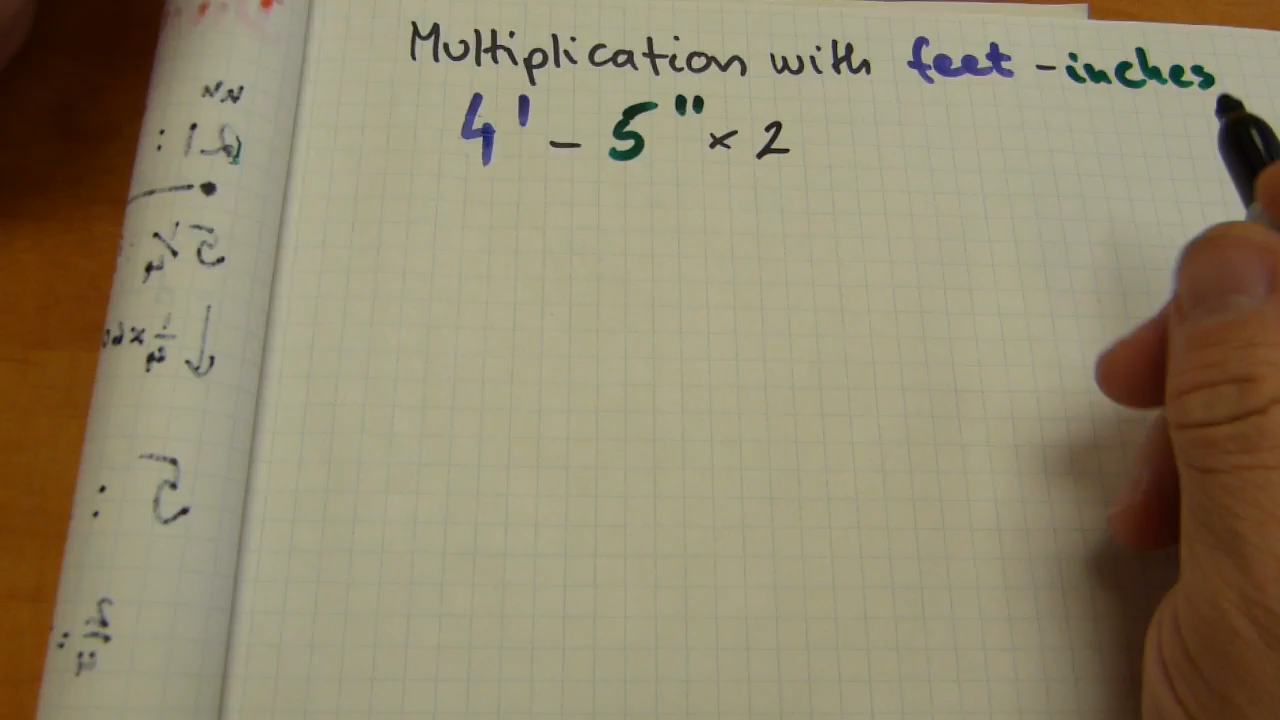 Multiplication with feet - inches
4' - 5" × 2